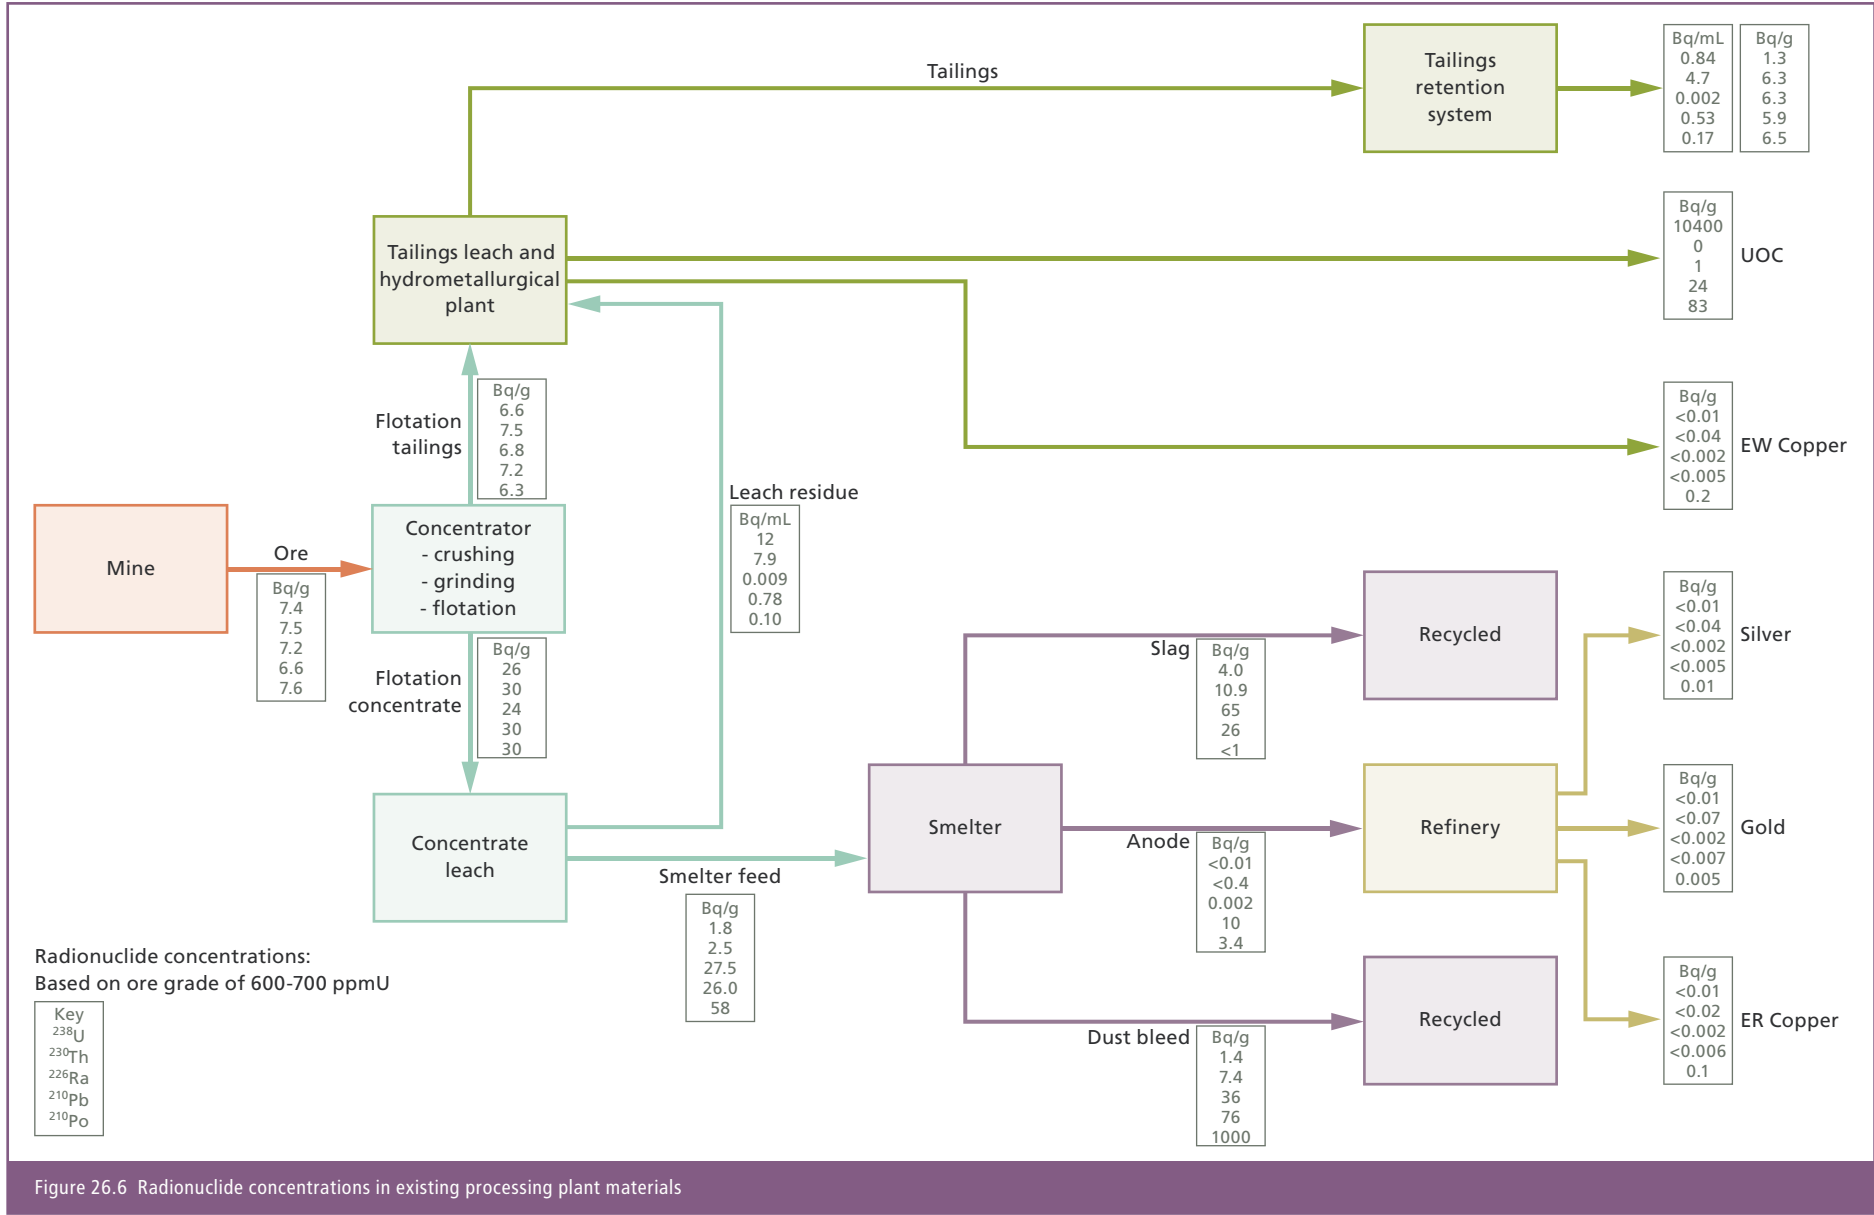 Tailings
Tailings
retention
system
Bq/mL
0.84
4.7
0.002
0.53
0.17
Bq/g
1.3
6.3
6.3
5.9
6.5
Tailings leach and
hydrometallurgical
plant
Bq/g
10400
0
1
24
83
UOC
Flotation
tailings
Bq/g
6.6
7.5
6.8
7.2
6.3
Bq/g
<0.01
<0.04
<0.002
<0.005
0.2
EW Copper
Leach residue
Bq/mL
12
7.9
0.009
0.78
0.10
Mine
Ore
Bq/g
7.4
7.5
7.2
6.6
7.6
Concentrator
- crushing
- grinding
- flotation
Flotation
concentrate
Bq/g
26
30
24
30
30
Slag
Bq/g
4.0
10.9
65
26
<1
Recycled
Bq/g
<0.01
<0.04
<0.002
<0.005
0.01
Silver
Concentrate
leach
Smelter feed
Bq/g
1.8
2.5
27.5
26.0
58
Smelter
Anode
Bq/g
<0.01
<0.4
0.002
10
3.4
Refinery
Bq/g
<0.01
<0.07
<0.002
<0.007
0.005
Gold
Dust bleed
Bq/g
1.4
7.4
36
76
1000
Recycled
Bq/g
<0.01
<0.02
<0.002
<0.006
0.1
ER Copper
Radionuclide concentrations:
Based on ore grade of 600-700 ppmU
Key
²³⁸U
²³⁰Th
²²⁶Ra
²¹⁰Pb
²¹⁰Po
Figure 26.6 Radionuclide concentrations in existing processing plant materials